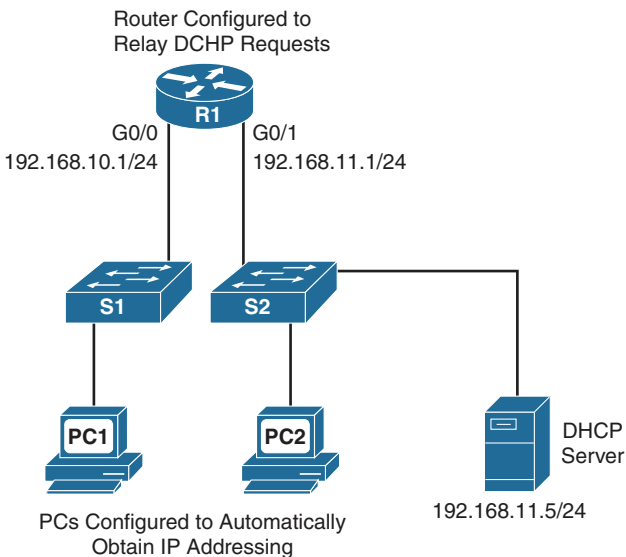 Router Configured to
Relay DCHP Requests
R1
G0/0
G0/1
192.168.10.1/24
192.168.11.1/24
S1
S2
PC1
PC2
DHCP
Server
192.168.11.5/24
PCs Configured to Automatically
Obtain IP Addressing